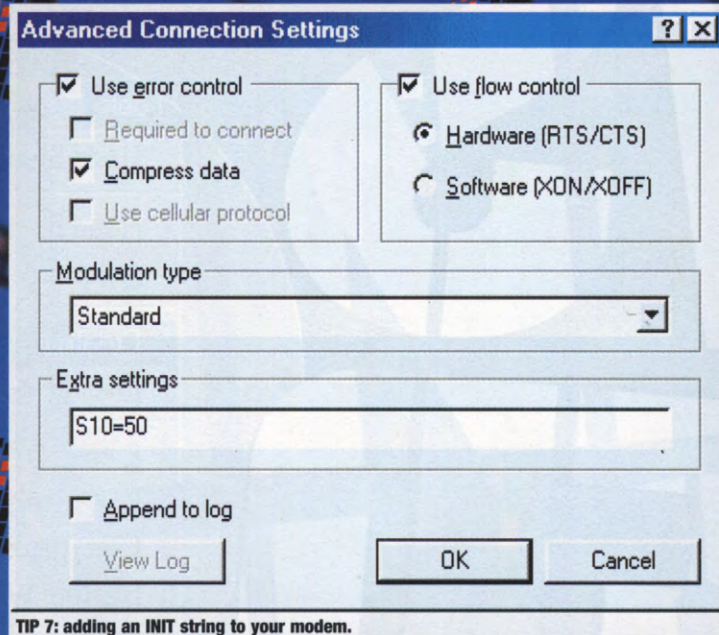 Advanced Connection Settings
Use error control
Required to connect
Compress data
Use cellular protocol
Use flow control
Hardware (RTS/CTS)
Software (XON/XOFF)
Modulation type
Standard
Extra settings
S10=50
Append to log
View Log
OK
Cancel
TIP 7: adding an INIT string to your modem.